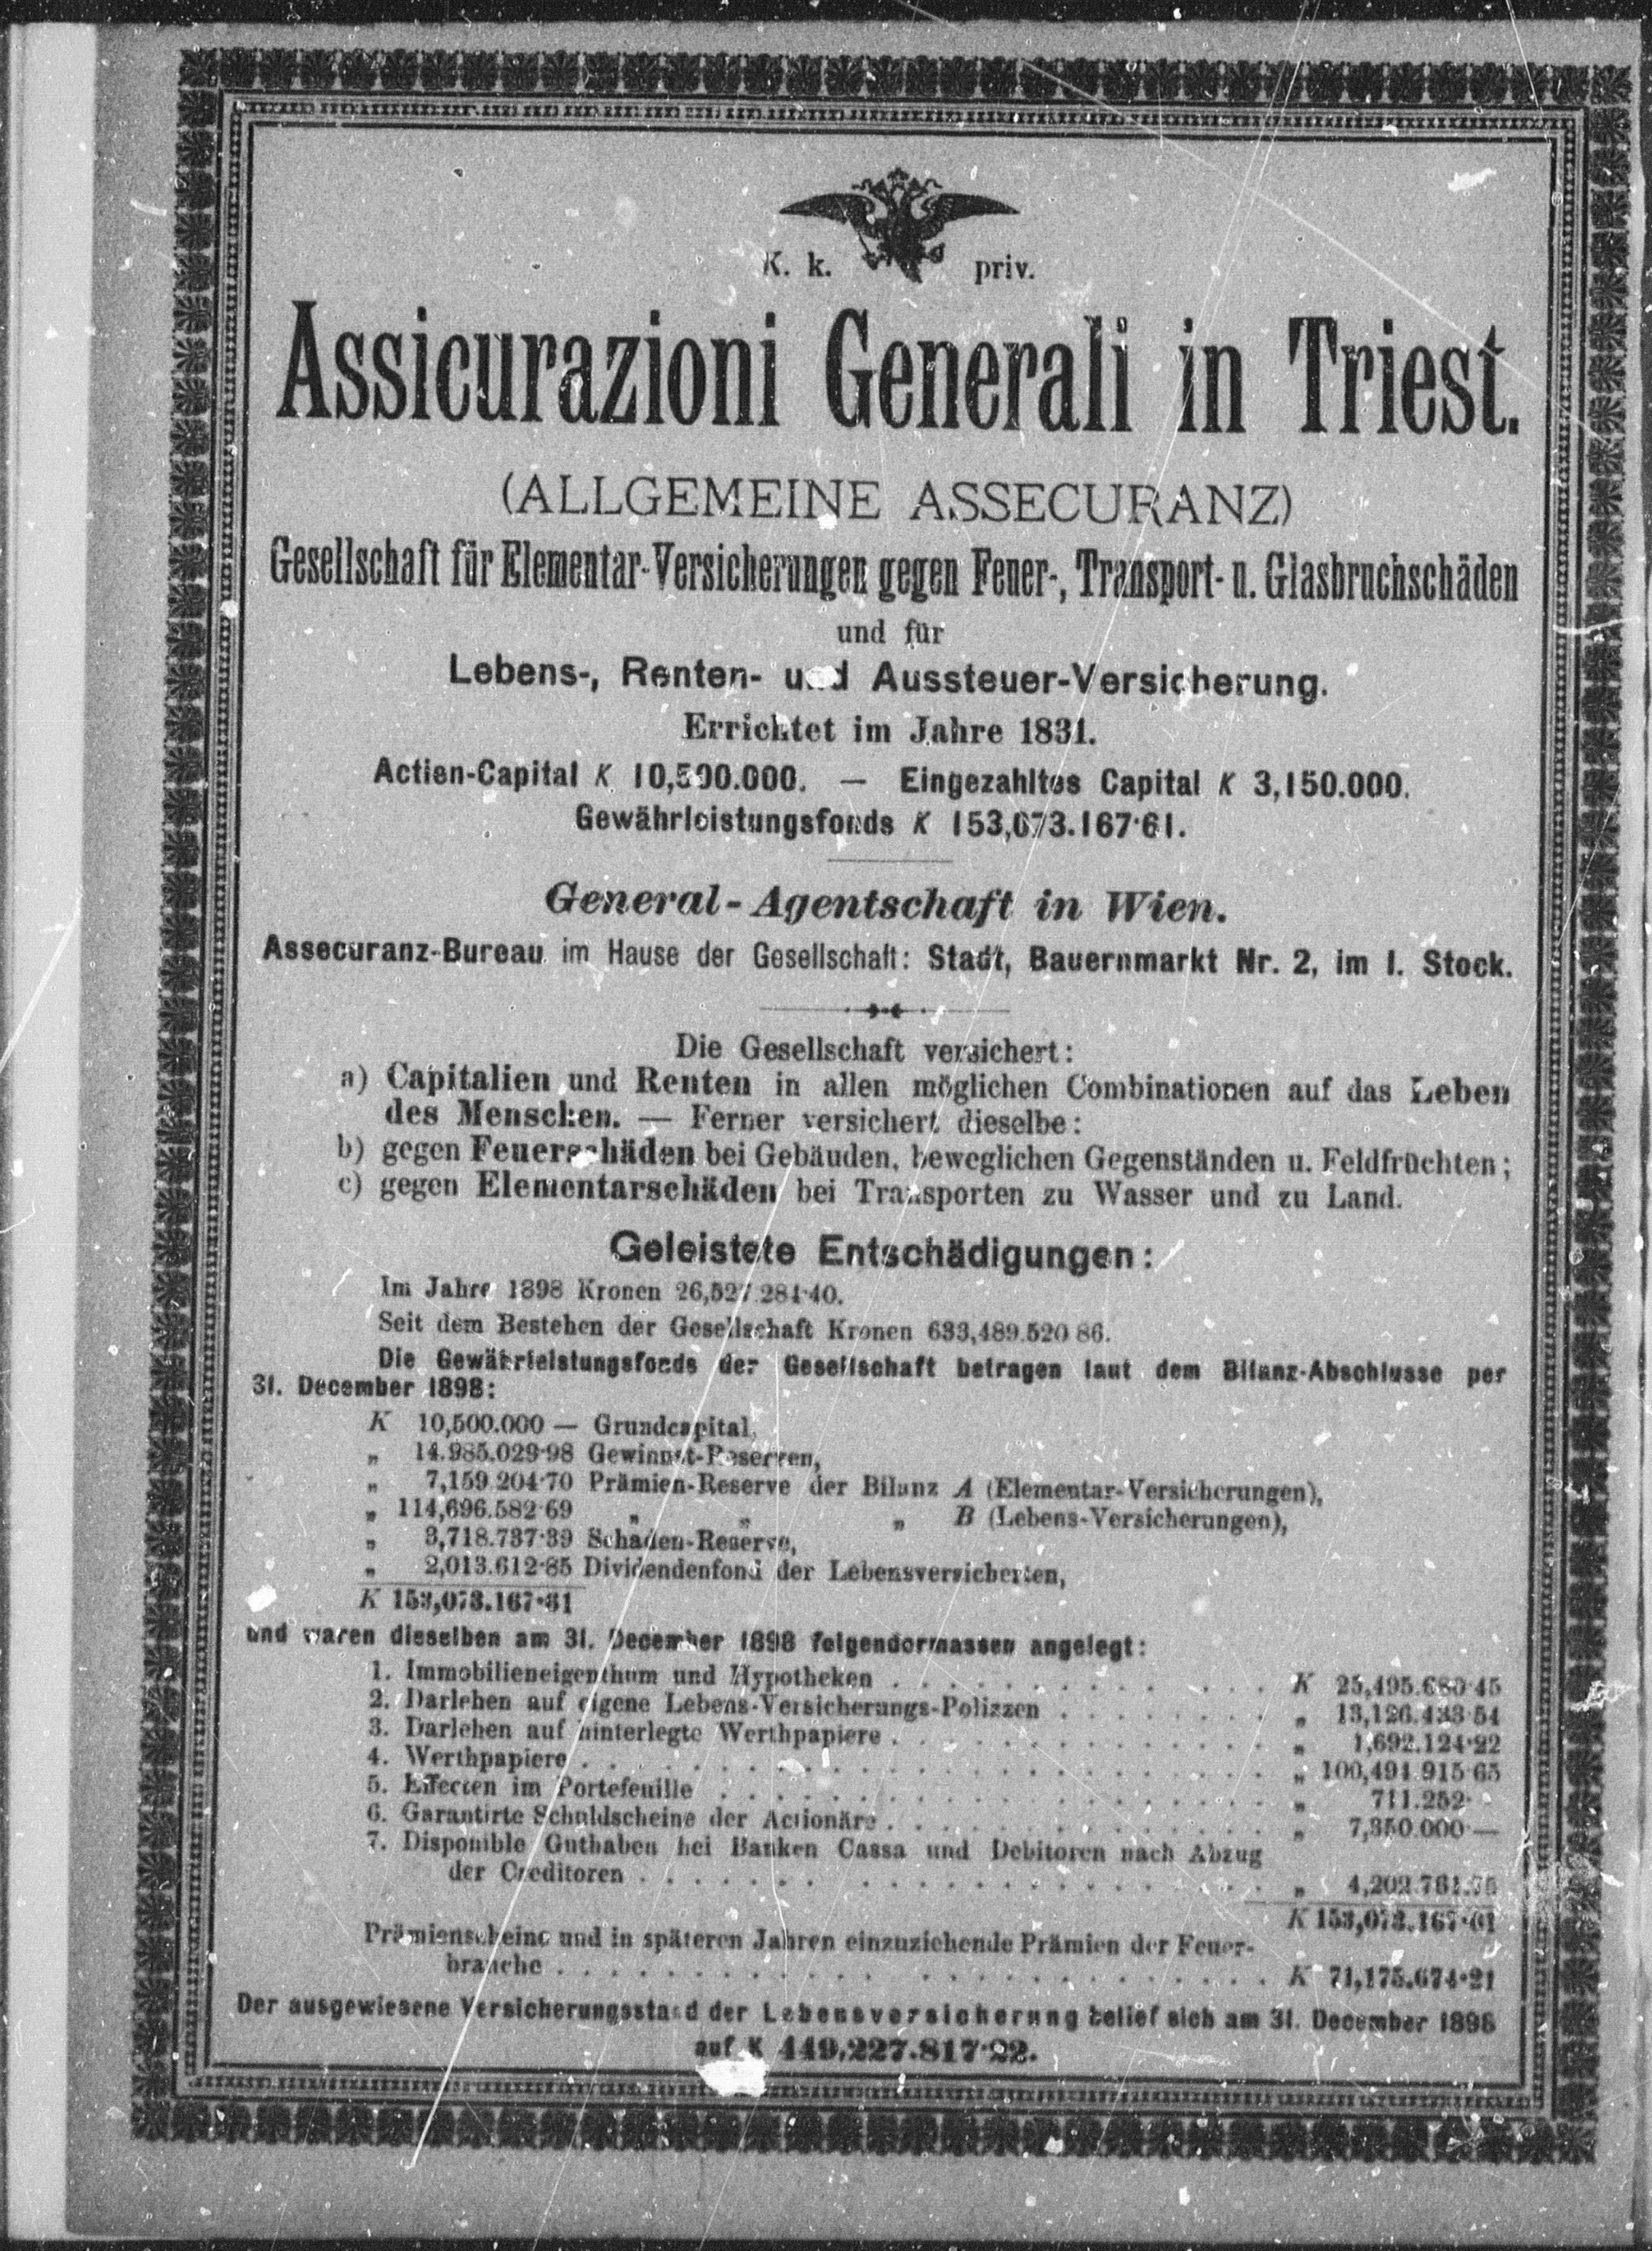 K. k. priv.
Assicurazioni Generali in Triest.
(ALLGEMEINE ASSECURANZ)
Gesellschaft für Elementar-Versicherungen gegen Feuer-, Transport- u. Glasbruchschäden
und für
Lebens-, Renten- und Aussteuer-Versicherung.
Errichtet im Jahre 1831.
Actien-Capital K 10,500.000. — Eingezahltes Capital K 3,150.000.
Gewährleistungsfonds K 153,073.167·61.
General-Agentschaft in Wien.
Assecuranz-Bureau im Hause der Gesellschaft: Stadt, Bauernmarkt Nr. 2, im I. Stock.
Die Gesellschaft versichert:
a) Capitalien und Renten in allen möglichen Combinationen auf das Leben
des Menschen. — Ferner versichert dieselbe:
b) gegen Feuerschäden bei Gebäuden, beweglichen Gegenständen u. Feldfrüchten;
c) gegen Elementarschäden bei Transporten zu Wasser und zu Land.
Geleistete Entschädigungen:
Im Jahre 1898 Kronen 26,527.284·40.
Seit dem Bestehen der Gesellschaft Kronen 633,489.520·86.
Die Gewährleistungsfonds der Gesellschaft betragen laut dem Bilanz-Abschlusse per
31. December 1898:
K 10,500.000 — Grundcapital,
„ 14.985.029·98 Gewinnst-Reserven,
„ 7,159.204·70 Prämien-Reserve der Bilanz A (Elementar-Versicherungen),
„ 114,696.582·69 „ „ „ B (Lebens-Versicherungen),
„ 3,718.737·39 Schäden-Reserve,
„ 2,013.612·85 Dividendenfond der Lebensversicherten,
K 153,073.167·61
und waren dieselben am 31. December 1898 folgendermassen angelegt:
1. Immobilieneigenthum und Hypotheken . . . . . K 25,495.680·45
2. Darlehen auf eigene Lebens-Versicherungs-Polizzen . . . . . „ 13,126.433·54
3. Darlehen auf hinterlegte Werthpapiere . . . . . „ 1,692.124·22
4. Werthpapiere . . . . . „ 100,494.915·65
5. Effecten im Portefeuille . . . . . „ 711.252·—
6. Garantirte Schuldscheine der Actionäre . . . . . „ 7,350.000·—
7. Disponible Guthaben bei Banken Cassa und Debitoren nach Abzug
der Creditoren . . . . . „ 4,202.761.75
K 153,073.167·61
Prämienscheine und in späteren Jahren einzuziehende Prämien der Feuer-
branche . . . . . K 71,175.674·21
Der ausgewiesene Versicherungsstand der Lebensversicherung belief sich am 31. December 1898
auf K 449,227.817·22.